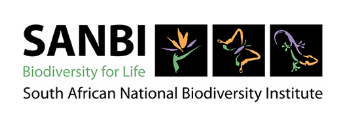 SANBI
Biodiversity for Life
South African National Biodiversity Institute